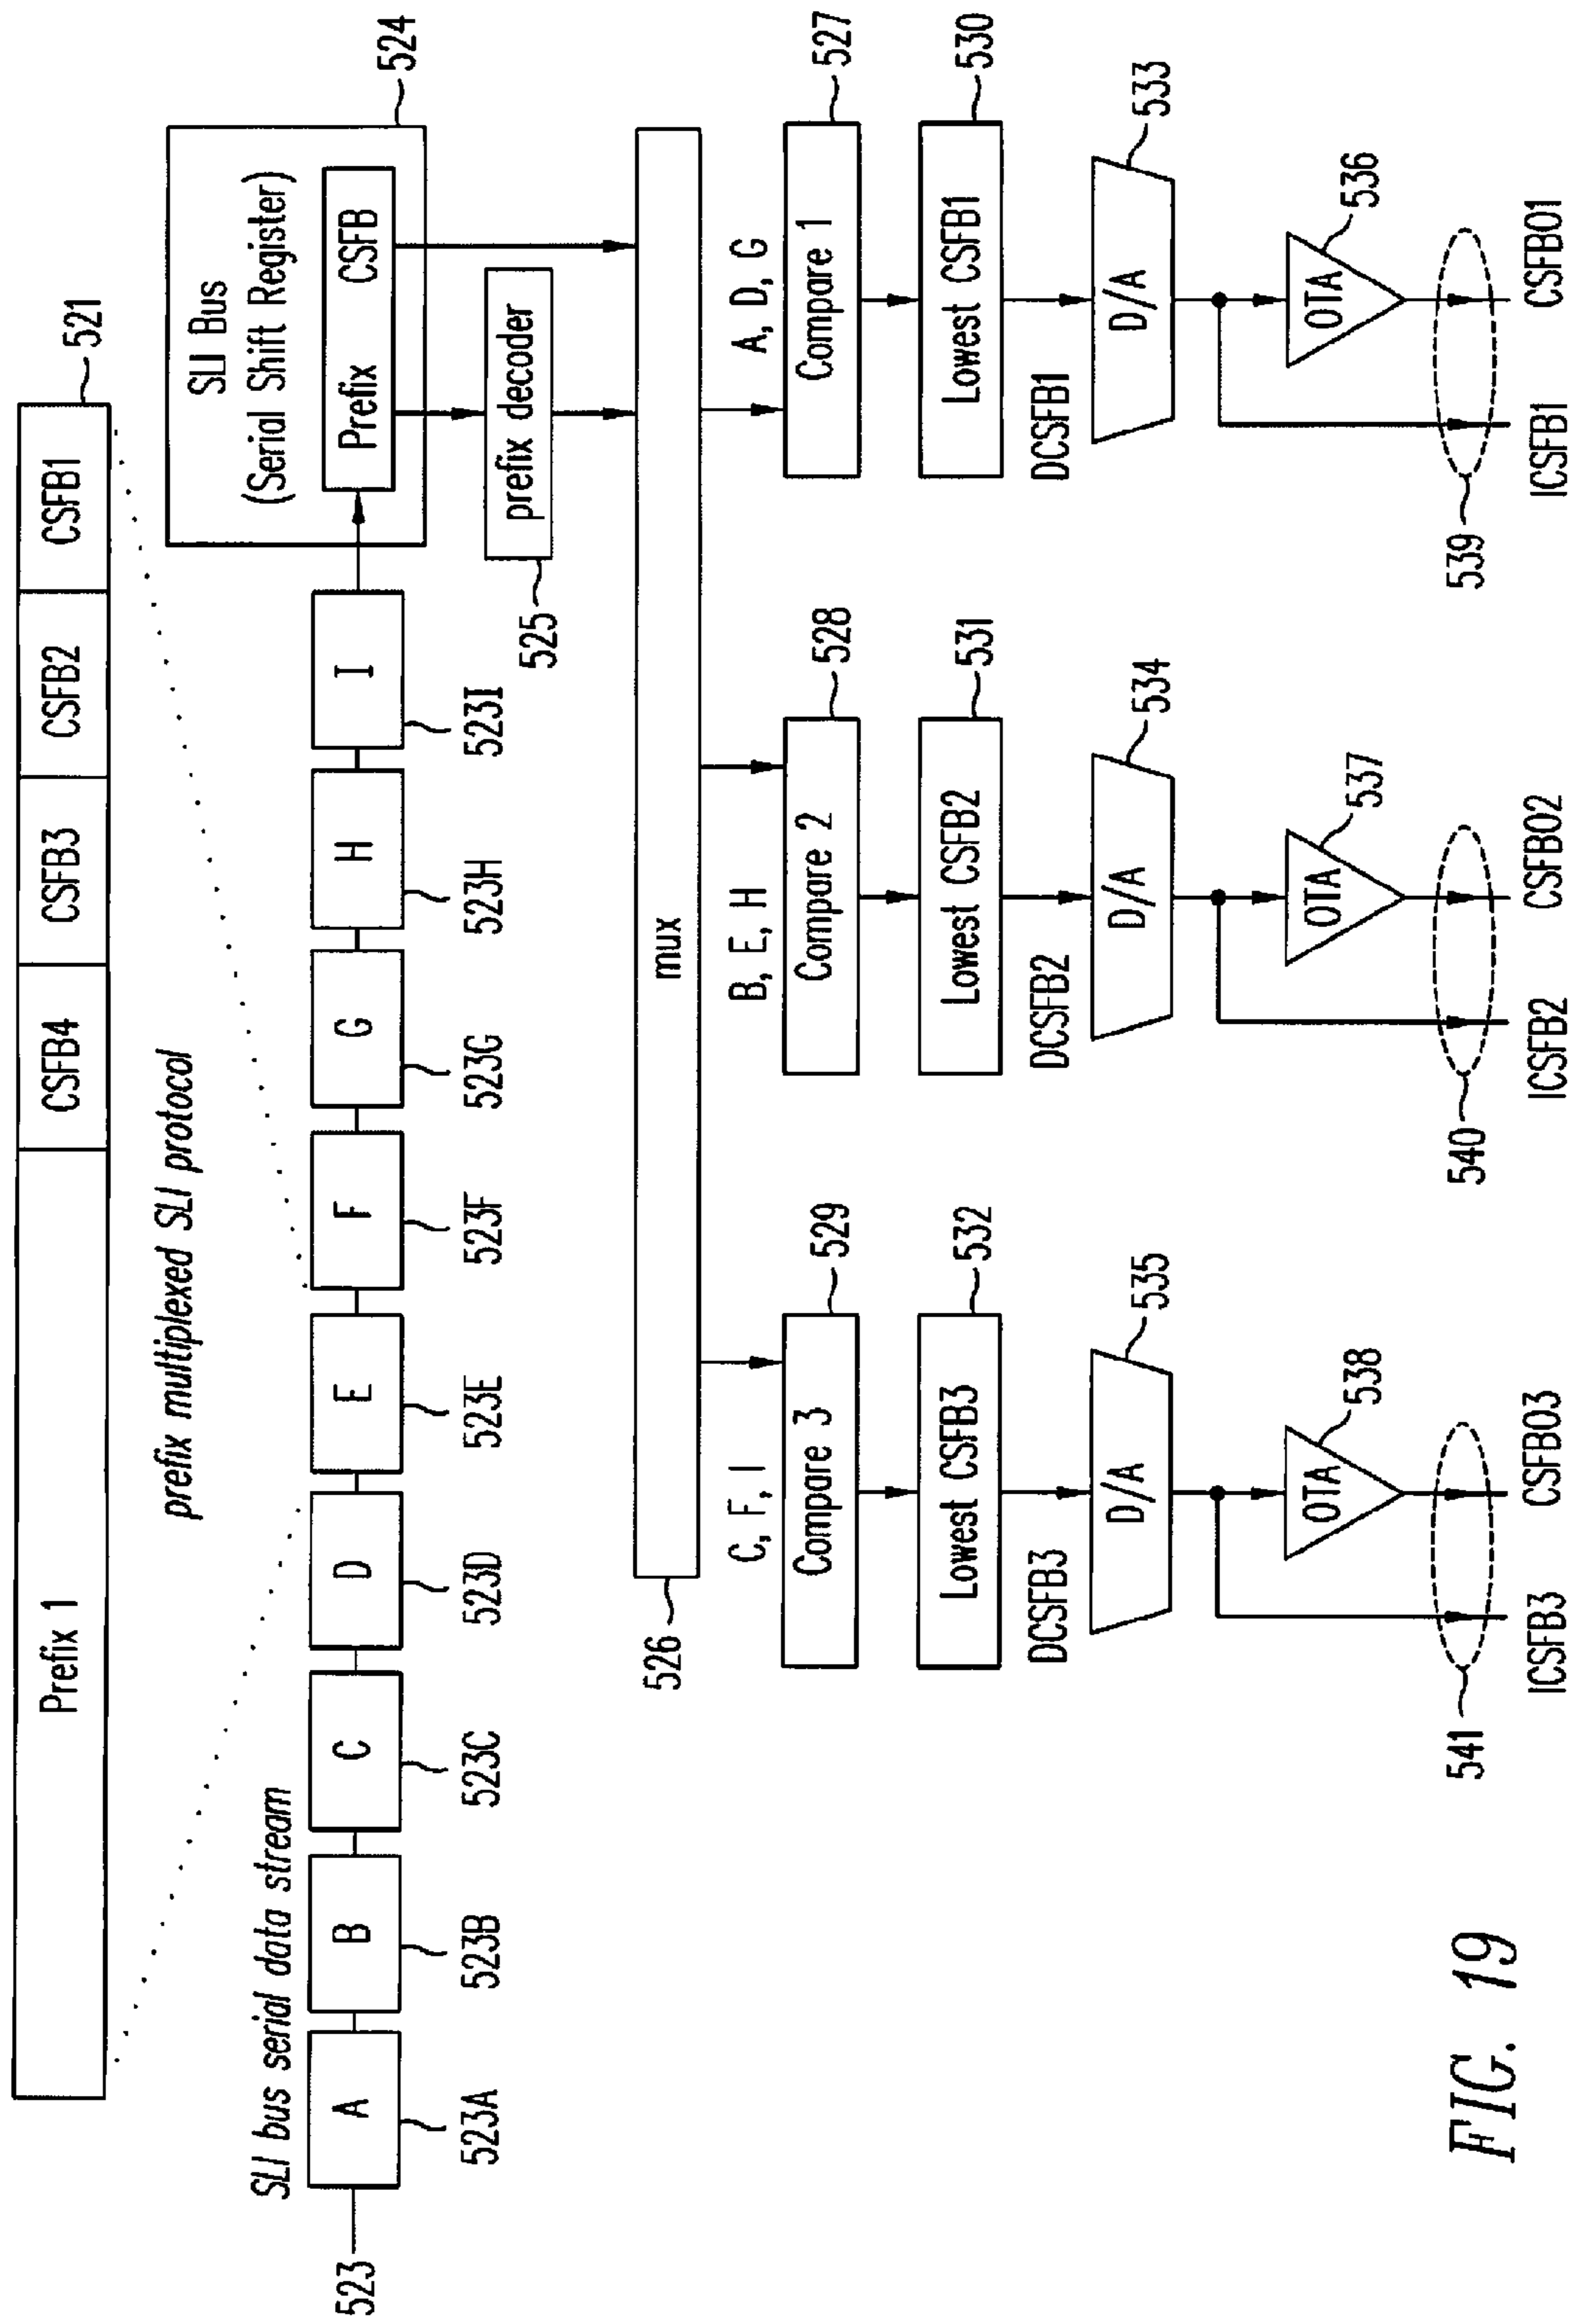 Prefix 1 CSFB4 CSFB3 CSFB2 CSFB1
521
prefix multiplexed SLI protocol
SLI bus serial data stream
523
A B C D E F G H I
523A 523B 523C 523D 523E 523F 523G 523H 523I
SLI Bus
(Serial Shift Register)
Prefix CSFB
524
prefix decoder
525
mux
526
C, F, I
B, E, H
A, D, G
Compare 3
529
Compare 2
528
Compare 1
527
Lowest CSFB3
532
Lowest CSFB2
531
Lowest CSFB1
530
DCSFB3
DCSFB2
DCSFB1
D/A
535
D/A
534
D/A
533
OTA
538
OTA
537
OTA
536
541
540
539
ICSFB3 CSFBO3
ICSFB2 CSFBO2
ICSFB1 CSFBO1
FIG. 19